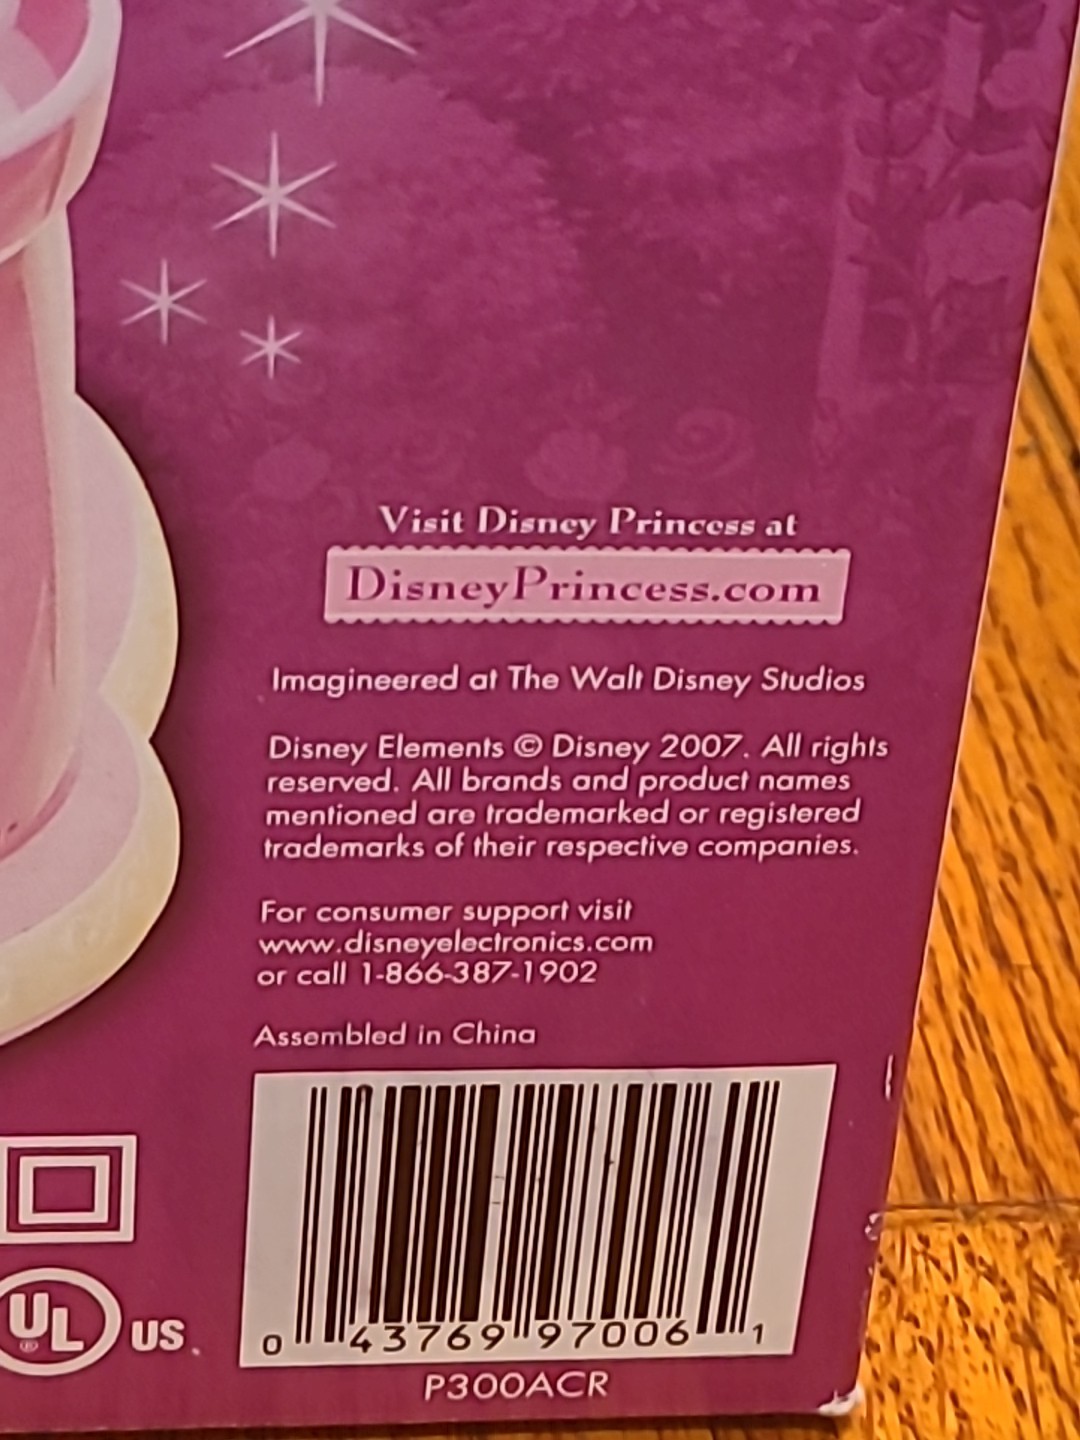 Visit Disney Princess at
DisneyPrincess.com
Imagineered at The Walt Disney Studios
Disney Elements © Disney 2007. All rights
reserved. All brands and product names
mentioned are trademarked or registered
trademarks of their respective companies.
For consumer support visit
www.disneyelectronics.com
or call 1-866-387-1902
Assembled in China
UL ® US
0 43769 97006 1
P300ACR